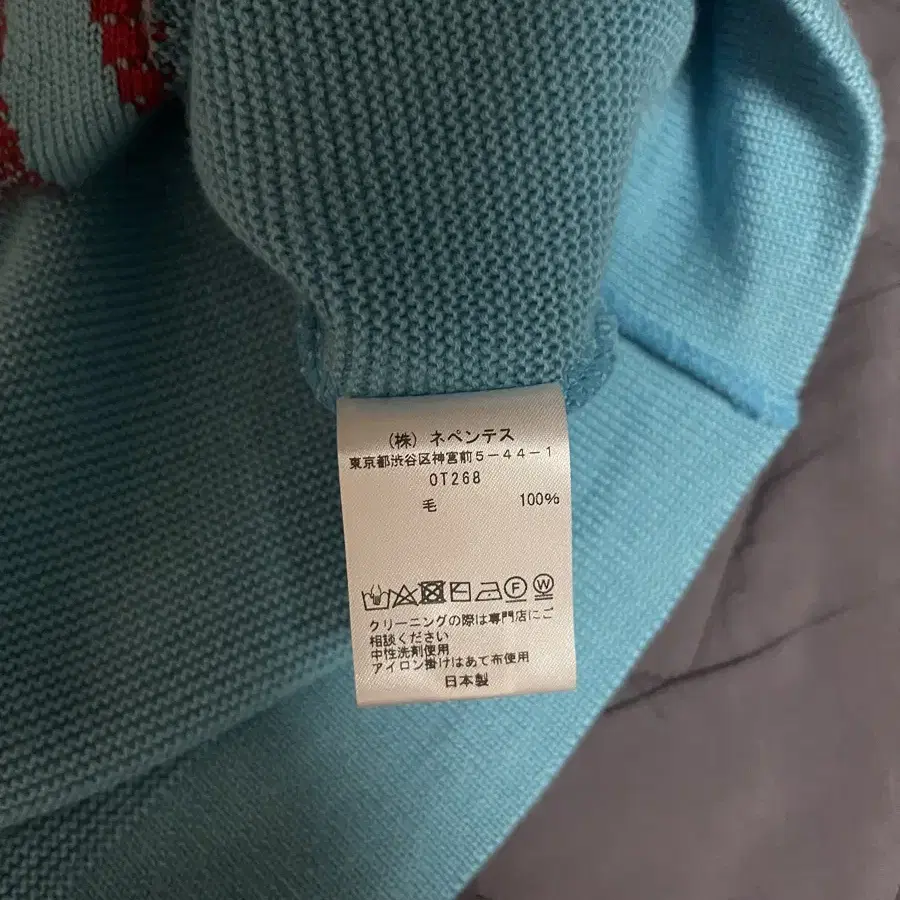 (株) ネペンテス
東京都渋谷区神宮前5-44-1
OT268
毛 100%
F W
クリーニングの際は専門店にご
相談ください
中性洗剤使用
アイロン掛けはあて布使用
日本製